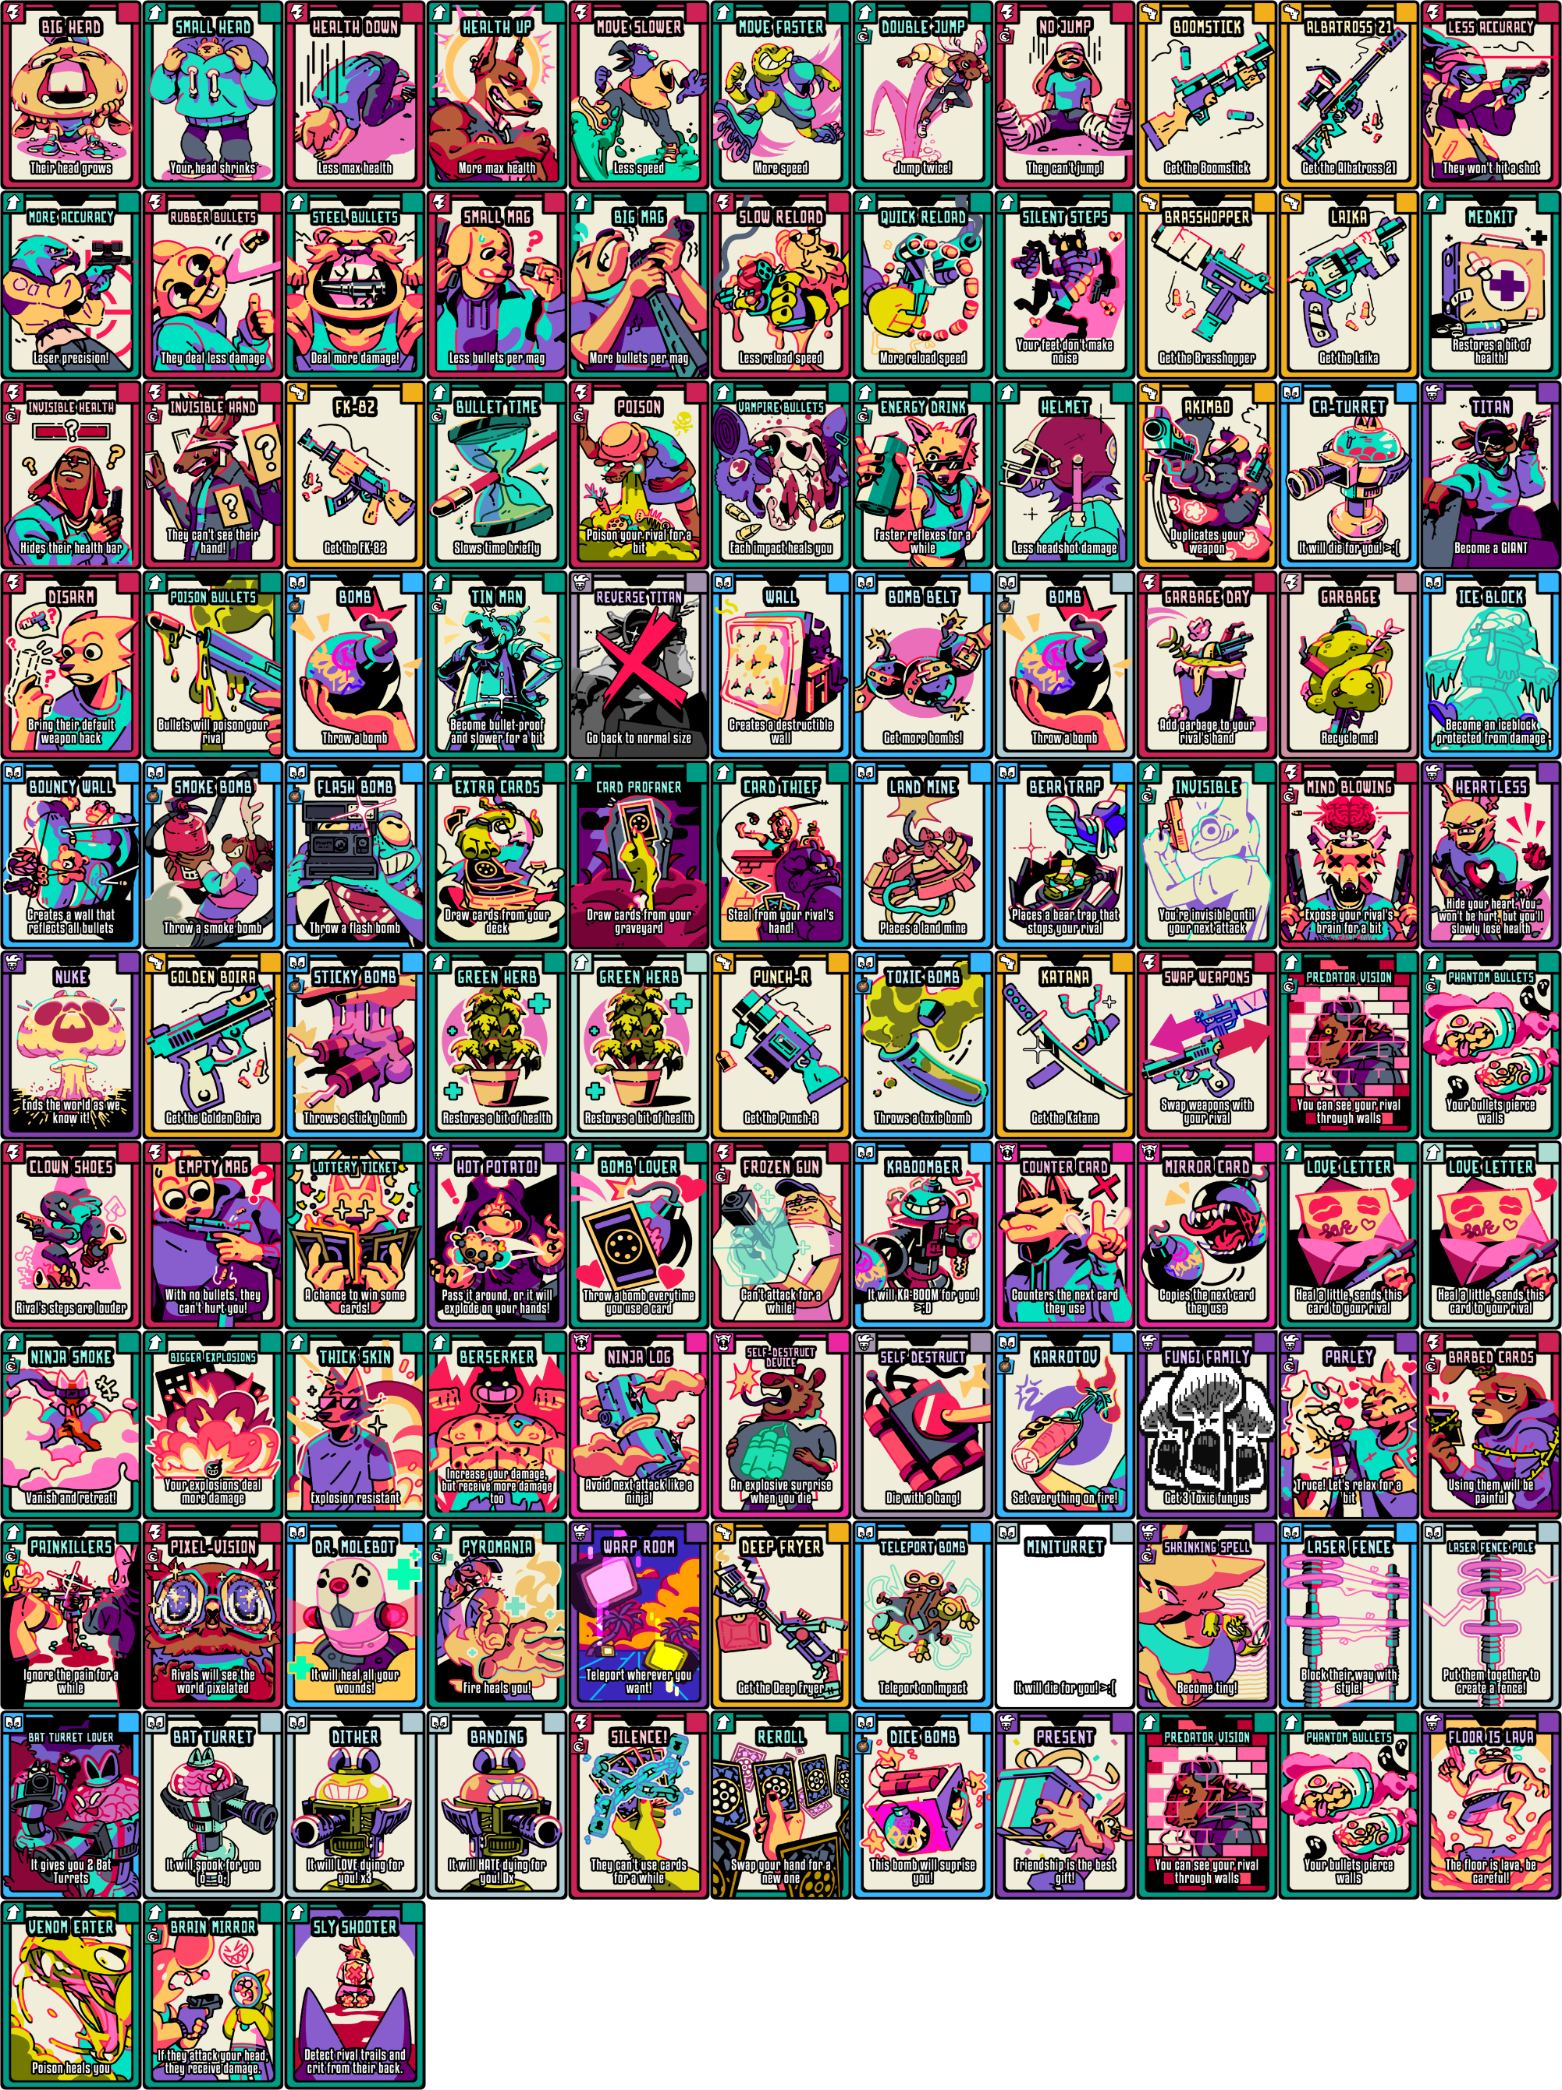 BIG HEAD
Their head grows
SMALL HEAD
Your head shrinks
HEALTH DOWN
Less max health
HEALTH UP
More max health
MOVE SLOWER
Less speed
MOVE FASTER
More speed
DOUBLE JUMP
Jump twice!
NO JUMP
They can't jump!
BOOMSTICK
Get the Boomstick
ALBATROSS 21
Get the Albatross 21
LESS ACCURACY
They won't hit a shot
MORE ACCURACY
Laser precision!
RUBBER BULLETS
They deal less damage
STEEL BULLETS
Deal more damage!
SMALL MAG
Less bullets per mag
BIG MAG
More bullets per mag
SLOW RELOAD
Less reload speed
QUICK RELOAD
More reload speed
SILENT STEPS
Your feet don't make
noise
BRASSHOPPER
Get the Brasshopper
LAIKA
Get the Laika
MEDKIT
Restores a bit of
health!
INVISIBLE HEALTH
Hides their health bar
INVISIBLE HAND
They can't see their
hand!
FK-82
Get the FK-82
BULLET TIME
Slows time briefly
POISON
Poison your rival for a
bit
VAMPIRE BULLETS
Each impact heals you
ENERGY DRINK
Faster reflexes for a
while
HELMET
Less headshot damage
AKIMBO
Duplicates your
weapon
CA-TURRET
It will die for you! >:[
TITAN
Become a GIANT
DISARM
Bring their default
weapon back
POISON BULLETS
Bullets will poison your
rival
BOMB
Throw a bomb
TIN MAN
Become bullet-proof
and slower for a bit
REVERSE TITAN
Go back to normal size
WALL
Creates a destructible
wall
BOMB BELT
Get more bombs!
BOMB
Throw a bomb
GARBAGE DAY
Add garbage to your
rival's hand
GARBAGE
Recycle me!
ICE BLOCK
Become an iceblock
protected from damage
BOUNCY WALL
Creates a wall that
reflects all bullets
SMOKE BOMB
Throw a smoke bomb
FLASH BOMB
Throw a flash bomb
EXTRA CARDS
Draw cards from your
deck
CARD PROFANER
Draw cards from your
graveyard
CARD THIEF
Steal from your rival's
hand!
LAND MINE
Places a land mine
BEAR TRAP
Places a bear trap that
stops your rival
INVISIBLE
You're invisible until
your next attack
MIND BLOWING
Expose your rival's
brain for a bit
HEARTLESS
Hide your heart. You
won't be hurt, but you'll
slowly lose health
NUKE
Ends the world as we
know it!
GOLDEN BOIRA
Get the Golden Boira
STICKY BOMB
Throws a sticky bomb
GREEN HERB
Restores a bit of health
GREEN HERB
Restores a bit of health
PUNCH-R
Get the Punch-R
TOXIC BOMB
Throws a toxic bomb
KATANA
Get the Katana
SWAP WEAPONS
Swap weapons with
your rival
PREDATOR VISION
You can see your rival
through walls
PHANTOM BULLETS
Your bullets pierce
walls
CLOWN SHOES
Rival's steps are louder
EMPTY MAG
With no bullets, they
can't hurt you!
LOTTERY TICKET
A chance to win some
cards!
HOT POTATO!
Pass it around, or it will
explode on your hands!
BOMB LOVER
Throw a bomb everytime
you use a card
FROZEN GUN
Can't attack for a
while!
KABOOMBER
It will KA-BOOM for you!
>:D
COUNTER CARD
Counters the next card
they use
MIRROR CARD
Copies the next card
they use
LOVE LETTER
Heal a little, sends this
card to your rival
LOVE LETTER
Heal a little, sends this
card to your rival
NINJA SMOKE
Vanish and retreat!
BIGGER EXPLOSIONS
Your explosions deal
more damage
THICK SKIN
Explosion resistant
BERSERKER
Increase your damage,
but receive more damage
too
NINJA LOG
Avoid next attack like a
ninja!
SELF-DESTRUCT
DEVICE
An explosive surprise
when you die
SELF DESTRUCT
Die with a bang!
KARROTOV
Set everything on fire!
FUNGI FAMILY
Get 3 Toxic fungus
PARLEY
Truce! Let's relax for a
bit
BARBED CARDS
Using them will be
painful
PAINKILLERS
Ignore the pain for a
while
PIXEL-VISION
Rivals will see the
world pixelated
DR. MOLEBOT
It will heal all your
wounds!
PYROMANIA
Fire heals you!
WARP ROOM
Teleport wherever you
want!
DEEP FRYER
Get the Deep Fryer
TELEPORT BOMB
Teleport on impact
MINITURRET
It will die for you! >:[
SHRINKING SPELL
Become tiny!
LASER FENCE
Block their way with
style!
LASER FENCE POLE
Put them together to
create a fence!
BAT TURRET LOVER
It gives you 2 Bat
Turrets
BAT TURRET
It will spook for you
DITHER
It will LOVE dying for
you! x3
BANDING
It will HATE dying for
you! Dx
SILENCE!
They can't use cards
for a while
REROLL
Swap your hand for a
new one
DICE BOMB
This bomb will suprise
you!
PRESENT
Friendship is the best
gift!
PREDATOR VISION
You can see your rival
through walls
PHANTOM BULLETS
Your bullets pierce
walls
FLOOR IS LAVA
The floor is lava, be
careful!
VENOM EATER
Poison heals you
BRAIN MIRROR
If they attack your head,
they receive damage.
SLY SHOOTER
Detect rival trails and
crit from their back.